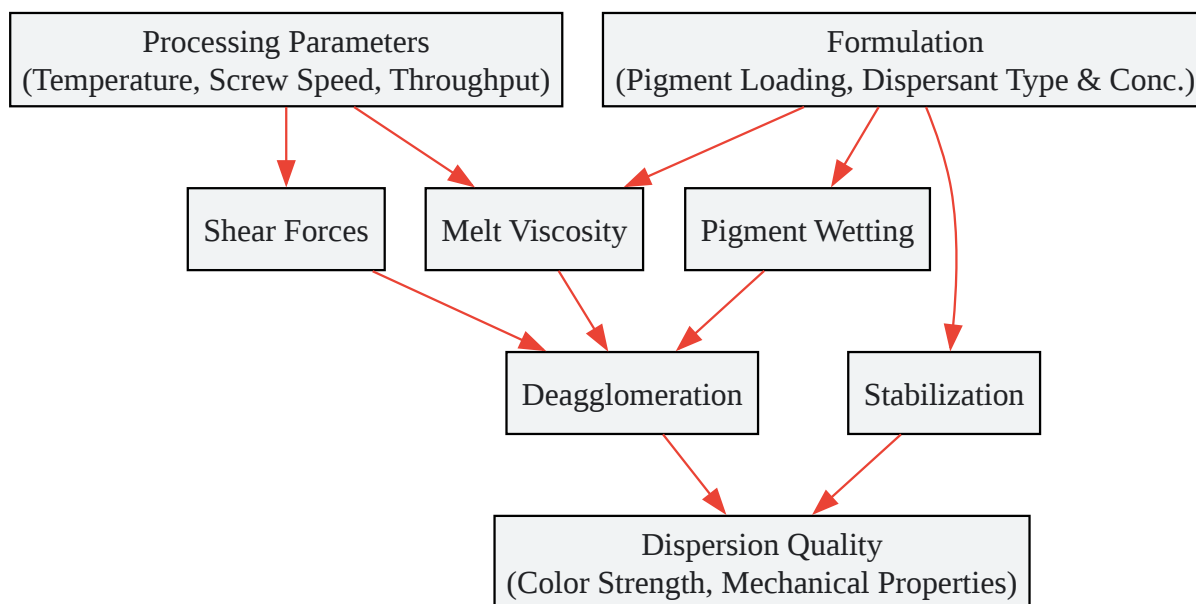 Processing Parameters
(Temperature, Screw Speed, Throughput)
Formulation
(Pigment Loading, Dispersant Type & Conc.)
Shear Forces
Melt Viscosity
Pigment Wetting
Deagglomeration
Stabilization
Dispersion Quality
(Color Strength, Mechanical Properties)